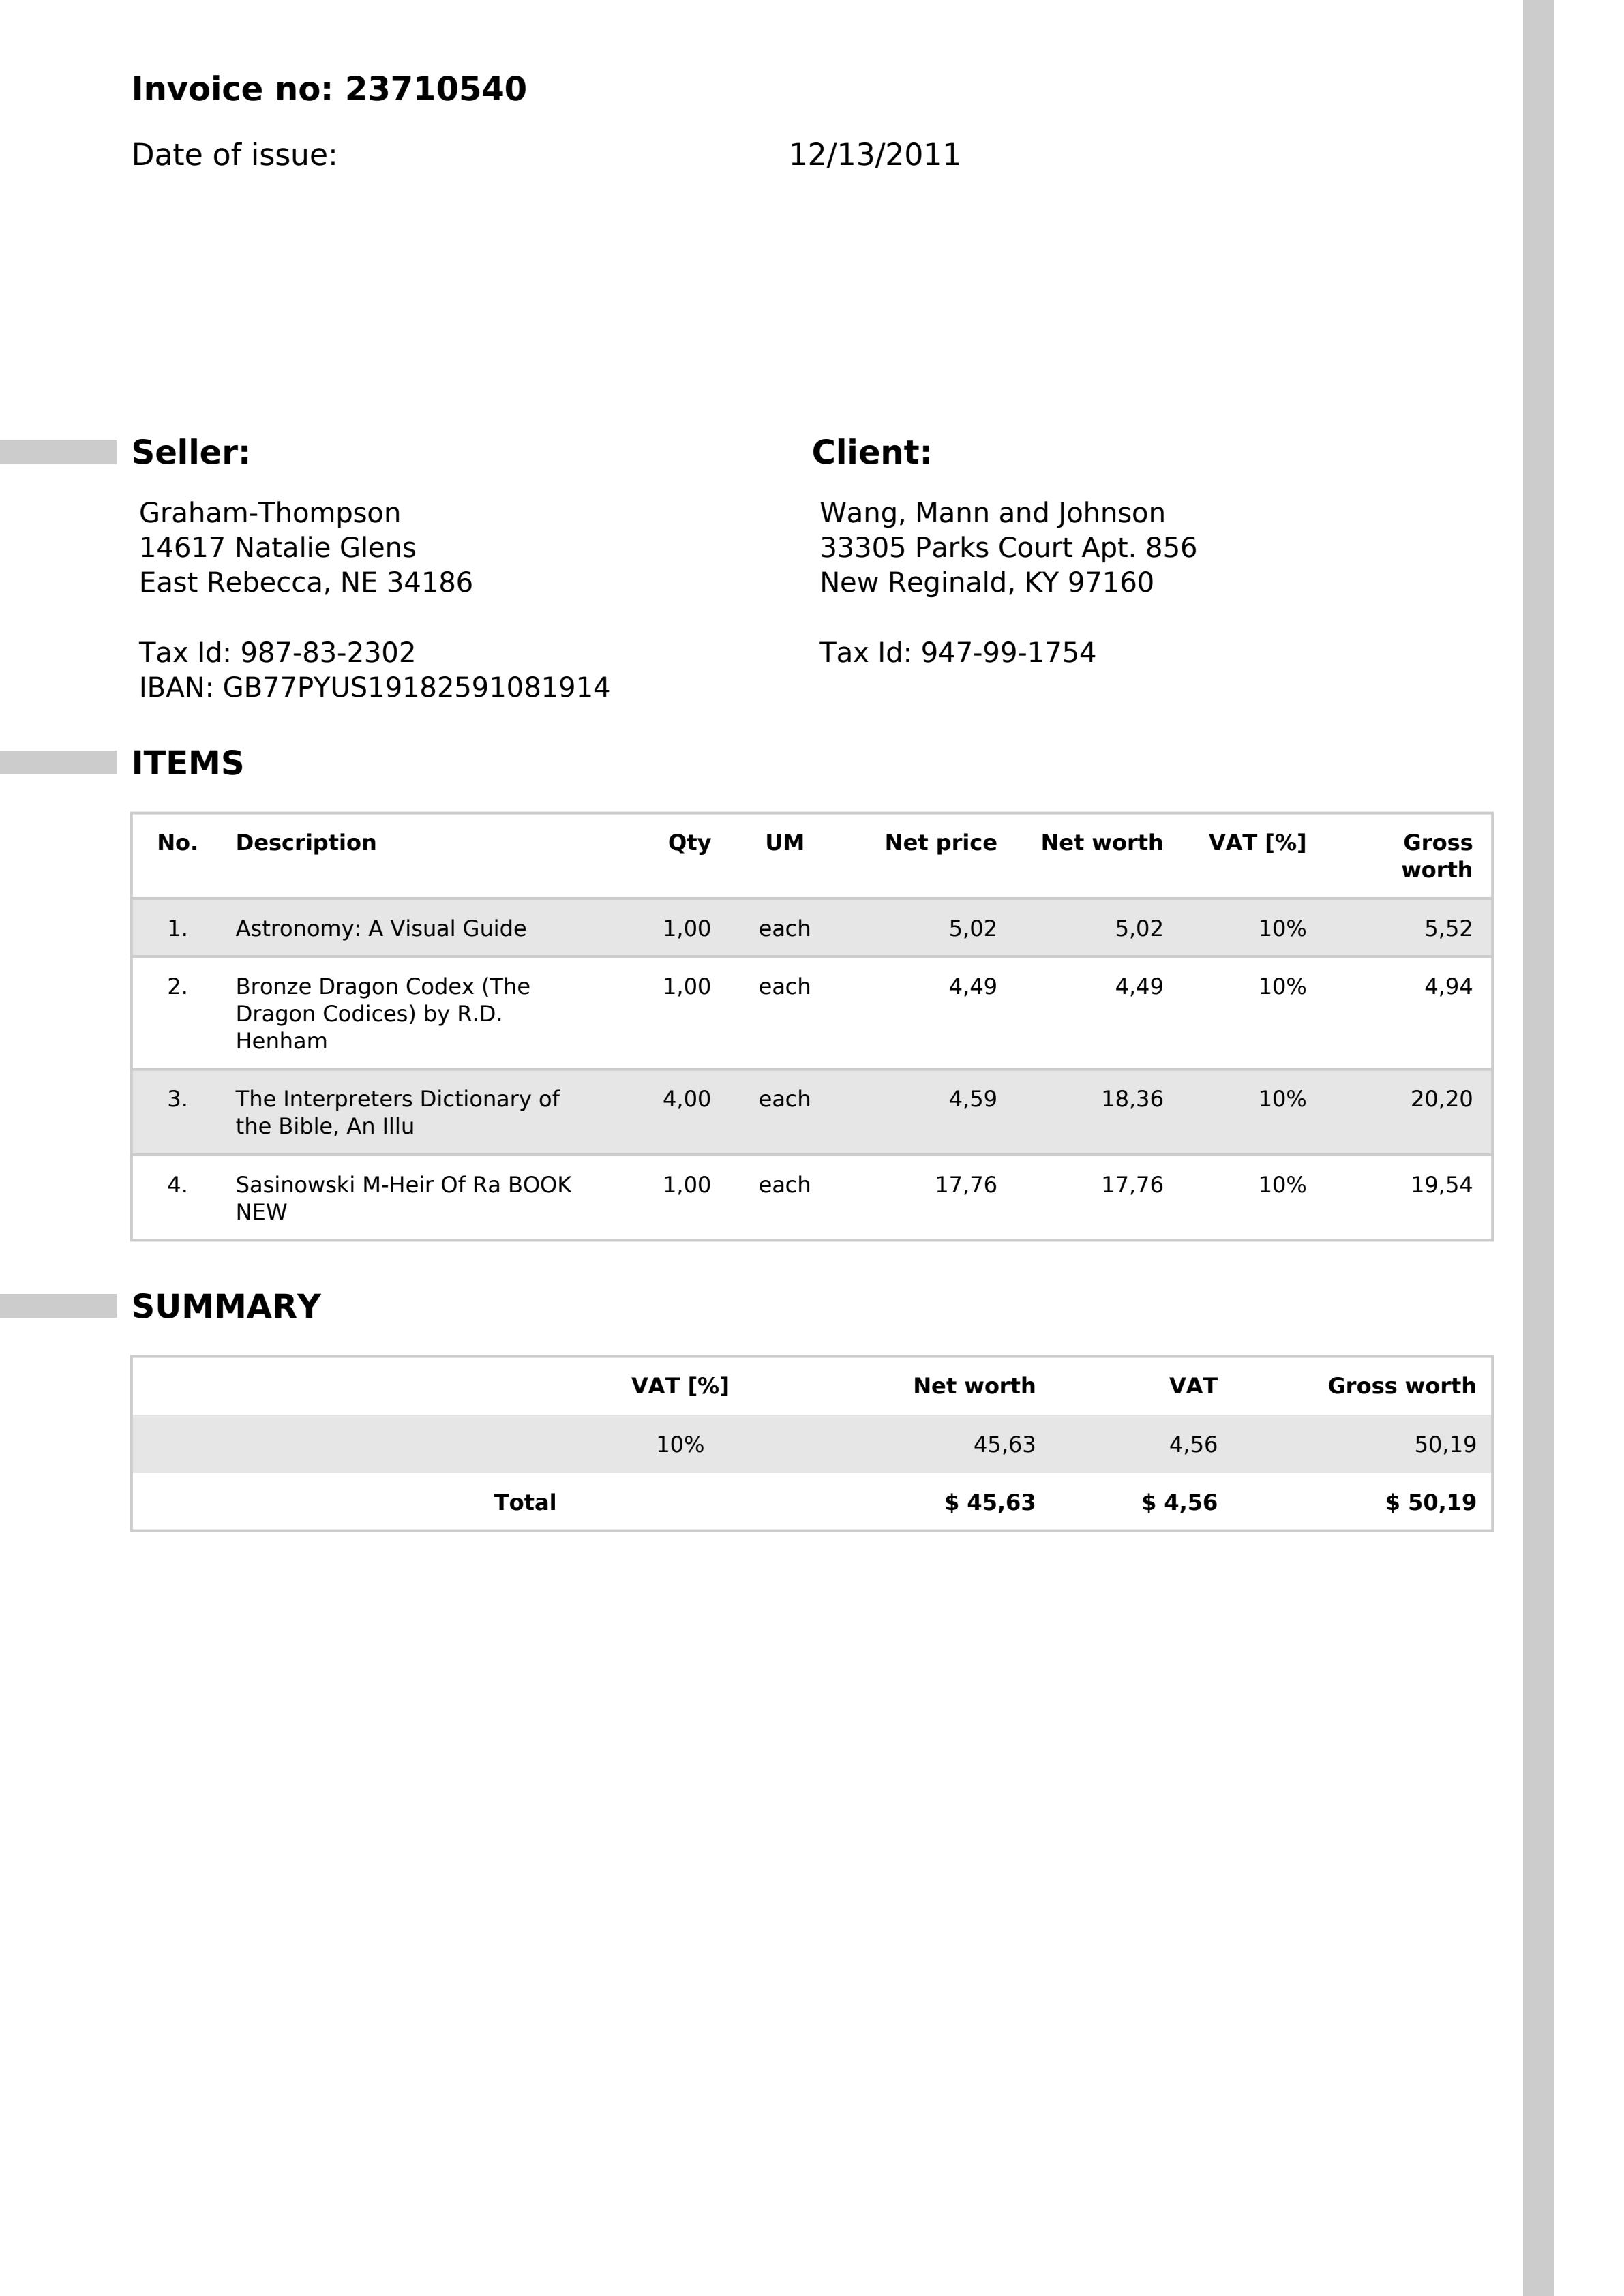 Invoice no: 23710540
Date of issue: 12/13/2011
Seller:
Graham-Thompson
14617 Natalie Glens
East Rebecca, NE 34186
Tax Id: 987-83-2302
IBAN: GB77PYUS19182591081914
Client:
Wang, Mann and Johnson
33305 Parks Court Apt. 856
New Reginald, KY 97160
Tax Id: 947-99-1754
ITEMS
No. Description Qty UM Net price Net worth VAT [%] Gross
worth
1. Astronomy: A Visual Guide 1,00 each 5,02 5,02 10% 5,52
2. Bronze Dragon Codex (The 1,00 each 4,49 4,49 10% 4,94
Dragon Codices) by R.D.
Henham
3. The Interpreters Dictionary of 4,00 each 4,59 18,36 10% 20,20
the Bible, An Illu
4. Sasinowski M-Heir Of Ra BOOK 1,00 each 17,76 17,76 10% 19,54
NEW
SUMMARY
VAT [%] Net worth VAT Gross worth
10% 45,63 4,56 50,19
Total $ 45,63 $ 4,56 $ 50,19